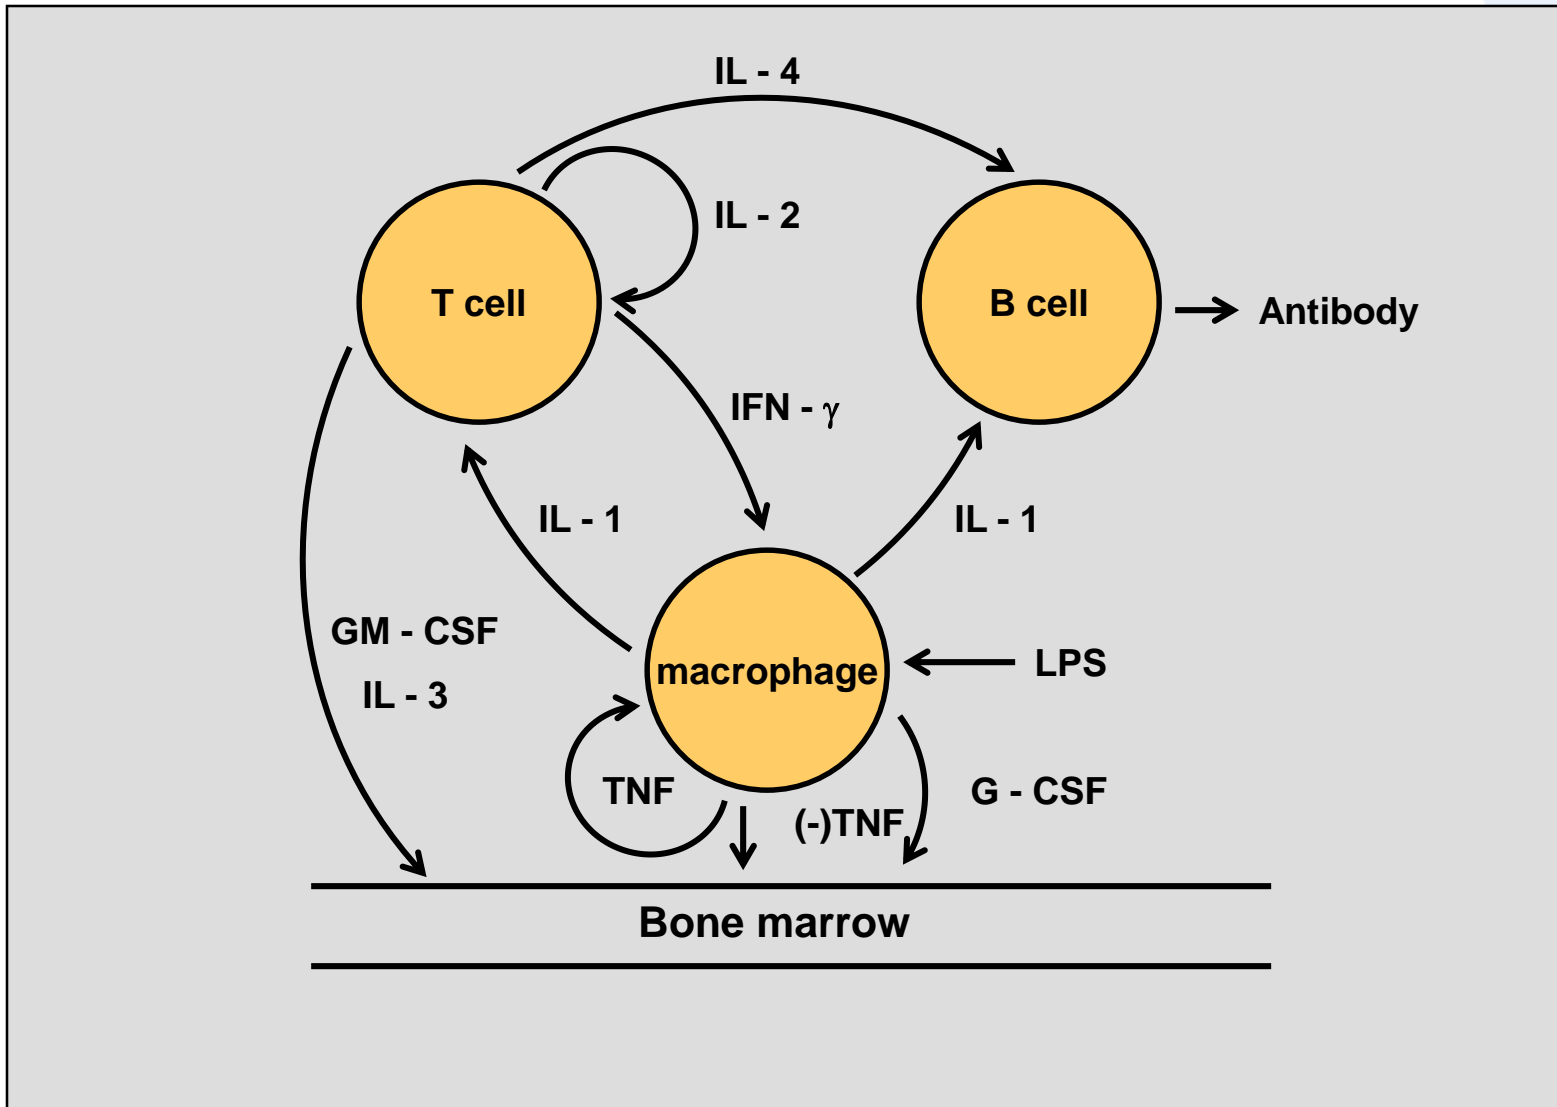 IL - 4
IL - 2
T cell
B cell
Antibody
IFN - γ
IL - 1
IL - 1
GM - CSF
IL - 3
macrophage
LPS
TNF
(-)TNF
G - CSF
Bone marrow